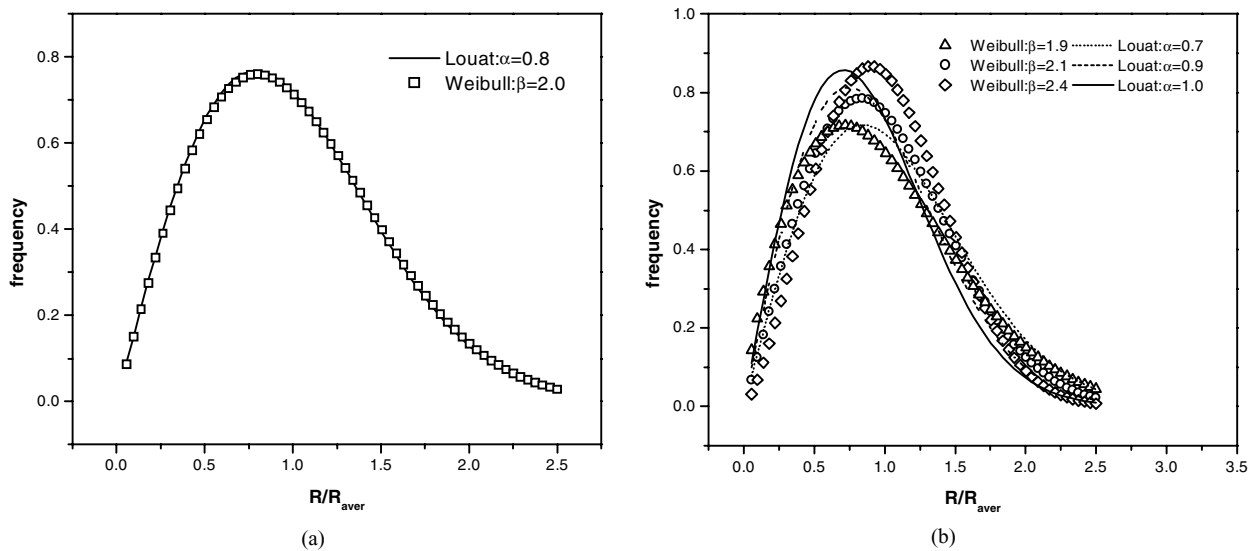 Louat:α=0.8
Weibull:β=2.0
frequency
0.8
0.6
0.4
0.2
0.0
0.0 0.5 1.0 1.5 2.0 2.5
R/R_aver
(a)
Weibull:β=1.9 Louat:α=0.7
Weibull:β=2.1 Louat:α=0.9
Weibull:β=2.4 Louat:α=1.0
frequency
1.0
0.8
0.6
0.4
0.2
0.0
0.0 0.5 1.0 1.5 2.0 2.5 3.0 3.5
R/R_aver
(b)